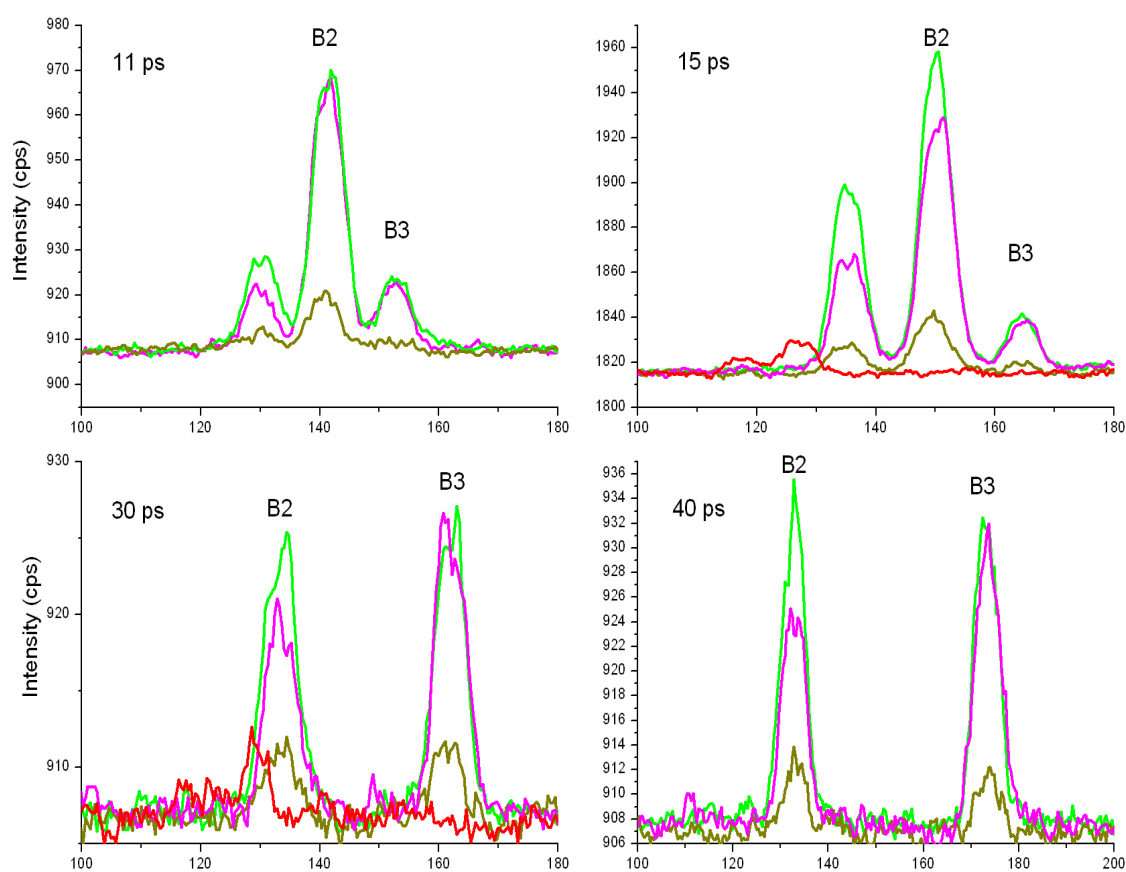 980
970
960
950
940
930
920
910
900
Intensity (cps)
11 ps
B2
B3
100 120 140 160 180
1960
1940
1920
1900
1880
1860
1840
1820
1800
15 ps
B2
B3
100 120 140 160 180
930
920
910
Intensity (cps)
30 ps
B2
B3
100 120 140 160 180
936
934
932
930
928
926
924
922
920
918
916
914
912
910
908
906
B2
B3
40 ps
100 120 140 160 180 200